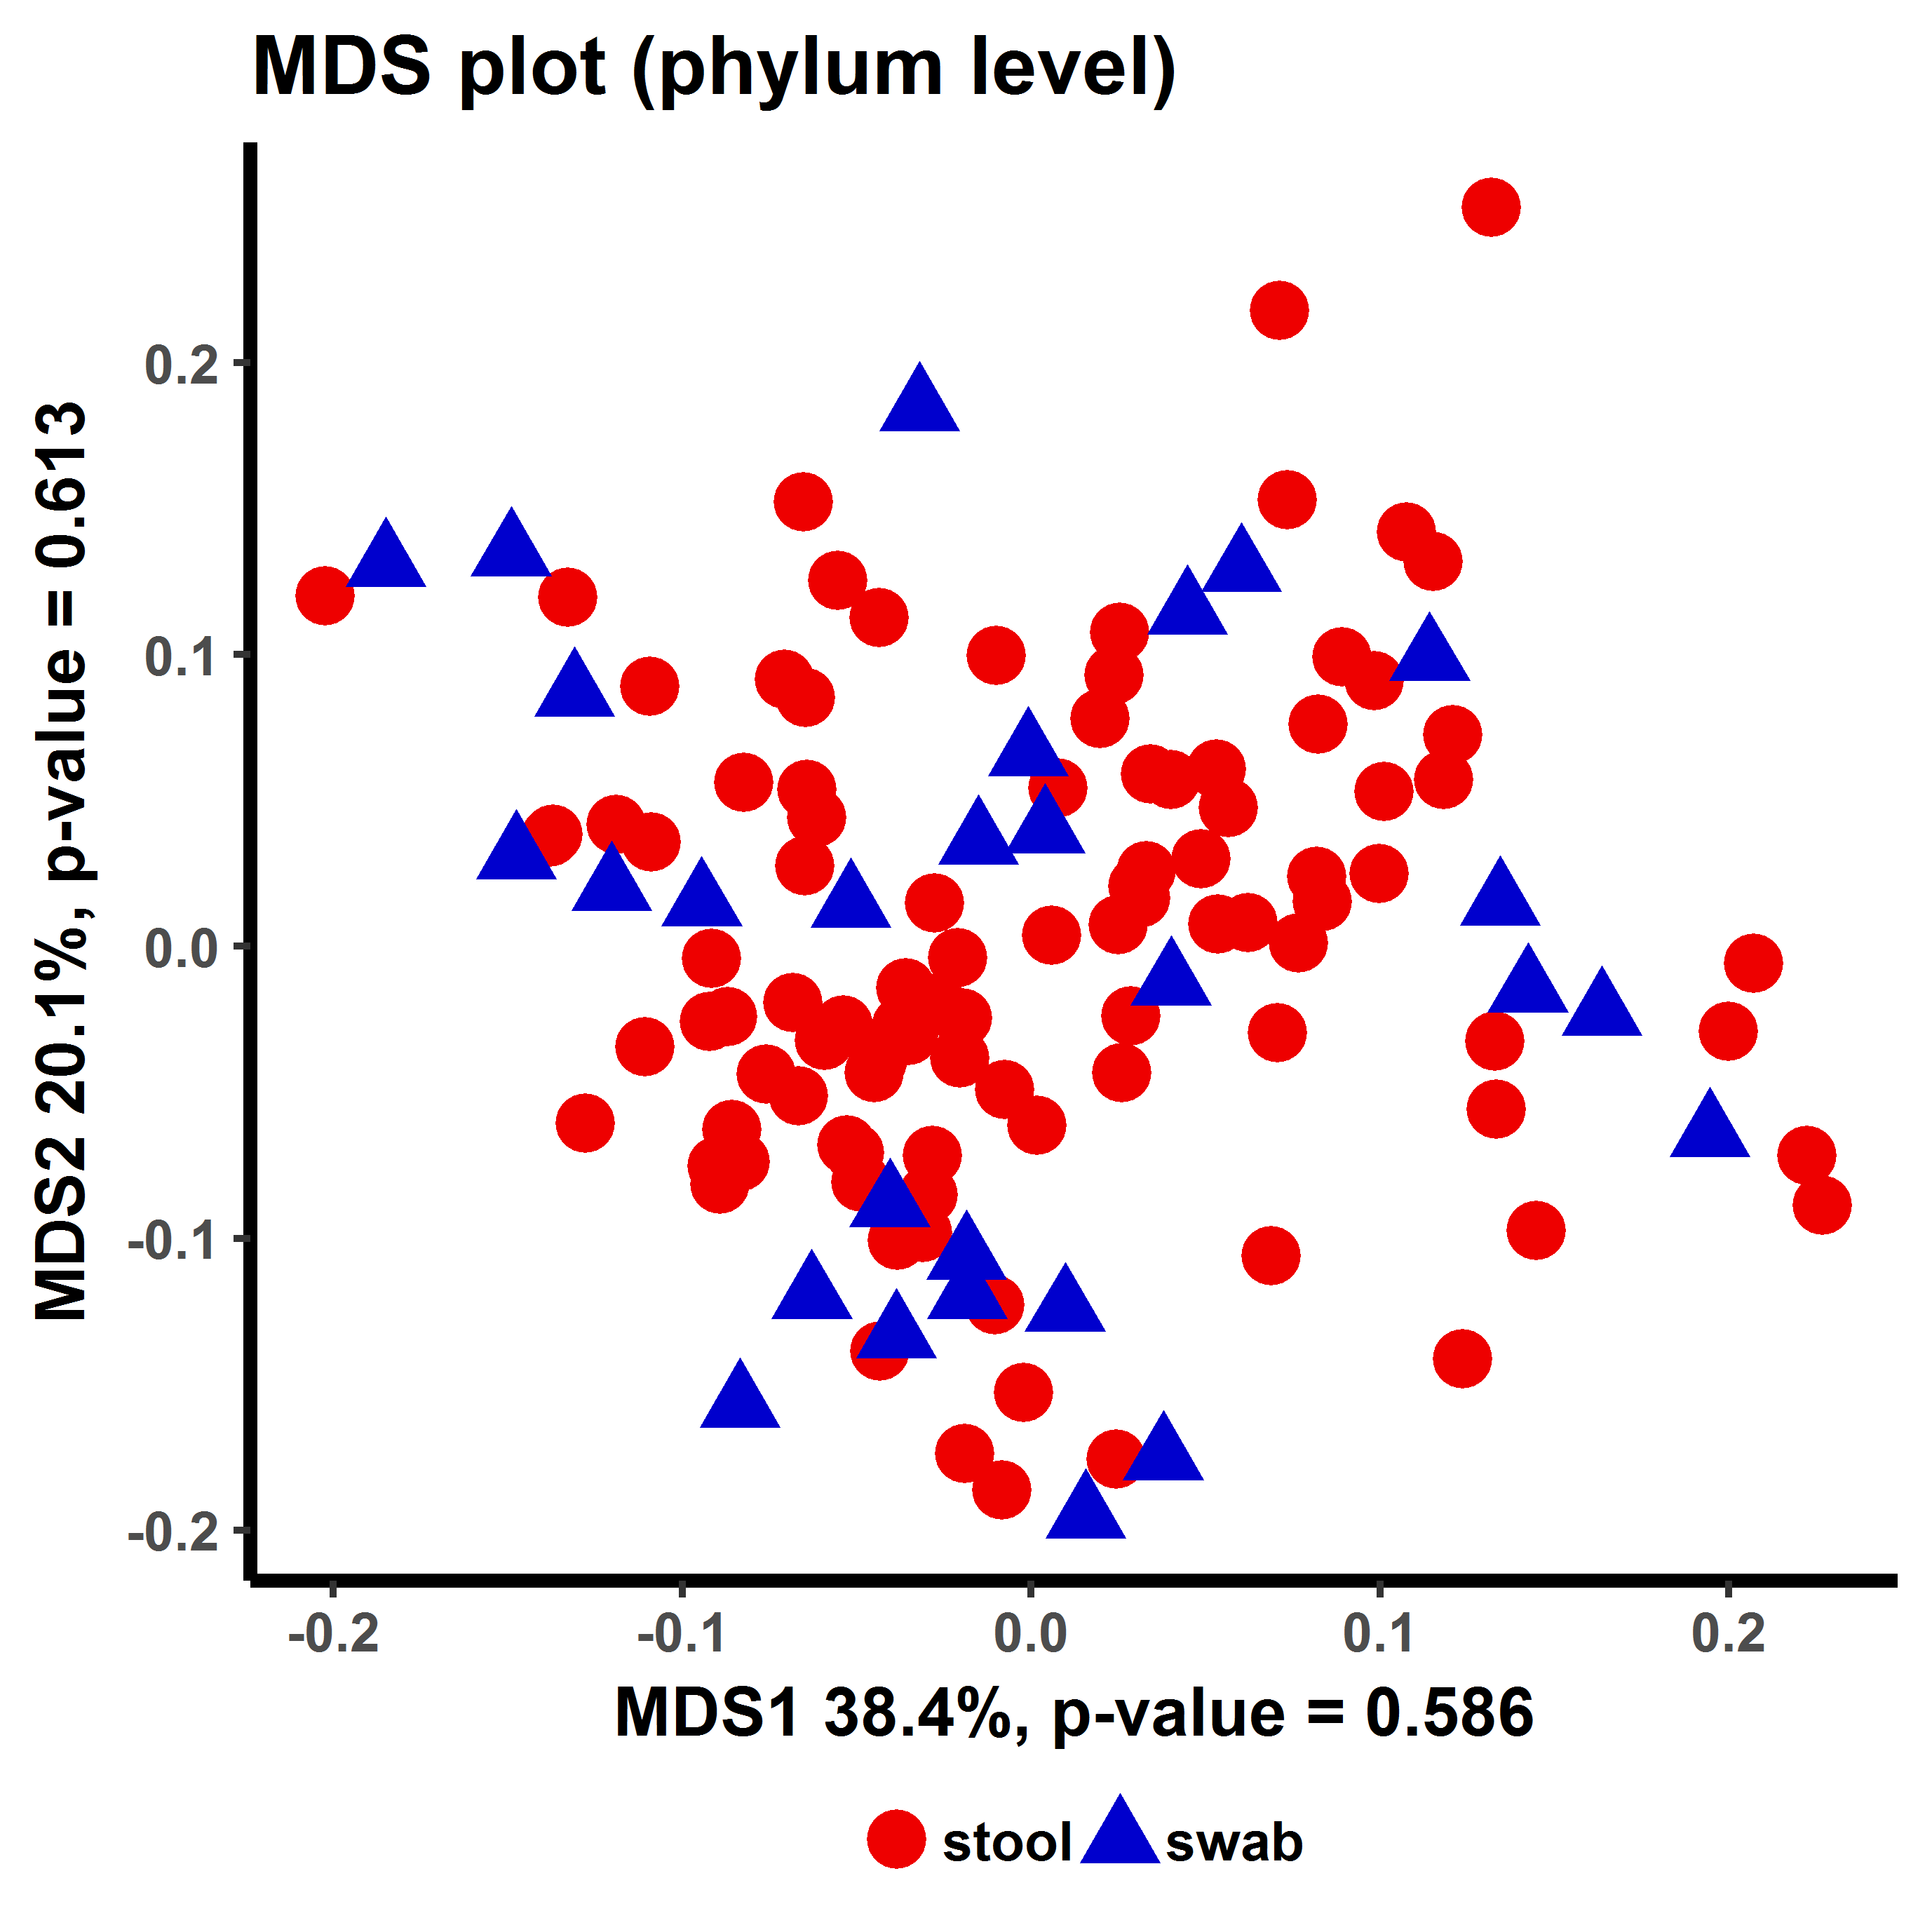 MDS plot (phylum level)
MDS2 20.1%, p-value = 0.613
0.2
0.1
0.0
-0.1
-0.2
-0.2 -0.1 0.0 0.1 0.2
MDS1 38.4%, p-value = 0.586
stool swab